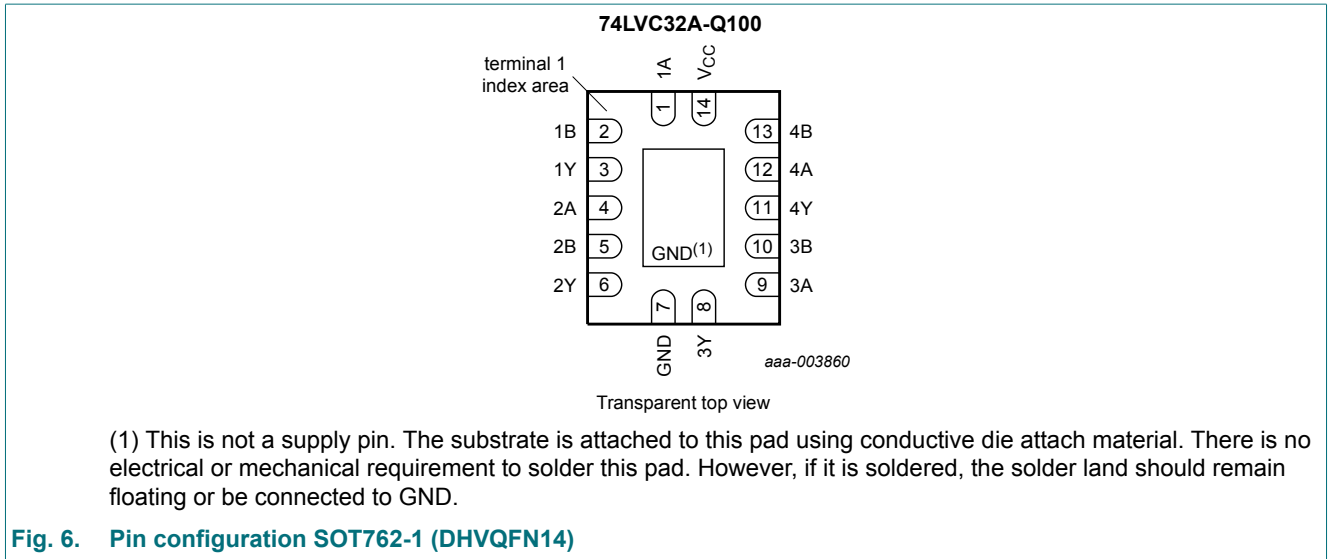 74LVC32A-Q100
terminal 1
index area
1A
VCC
1
14
1B 2
13 4B
1Y 3
12 4A
2A 4
11 4Y
2B 5
GND(1)
10 3B
2Y 6
9 3A
7
8
GND
3Y
aaa-003860
Transparent top view
(1) This is not a supply pin. The substrate is attached to this pad using conductive die attach material. There is no
electrical or mechanical requirement to solder this pad. However, if it is soldered, the solder land should remain
floating or be connected to GND.
Fig. 6. Pin configuration SOT762-1 (DHVQFN14)